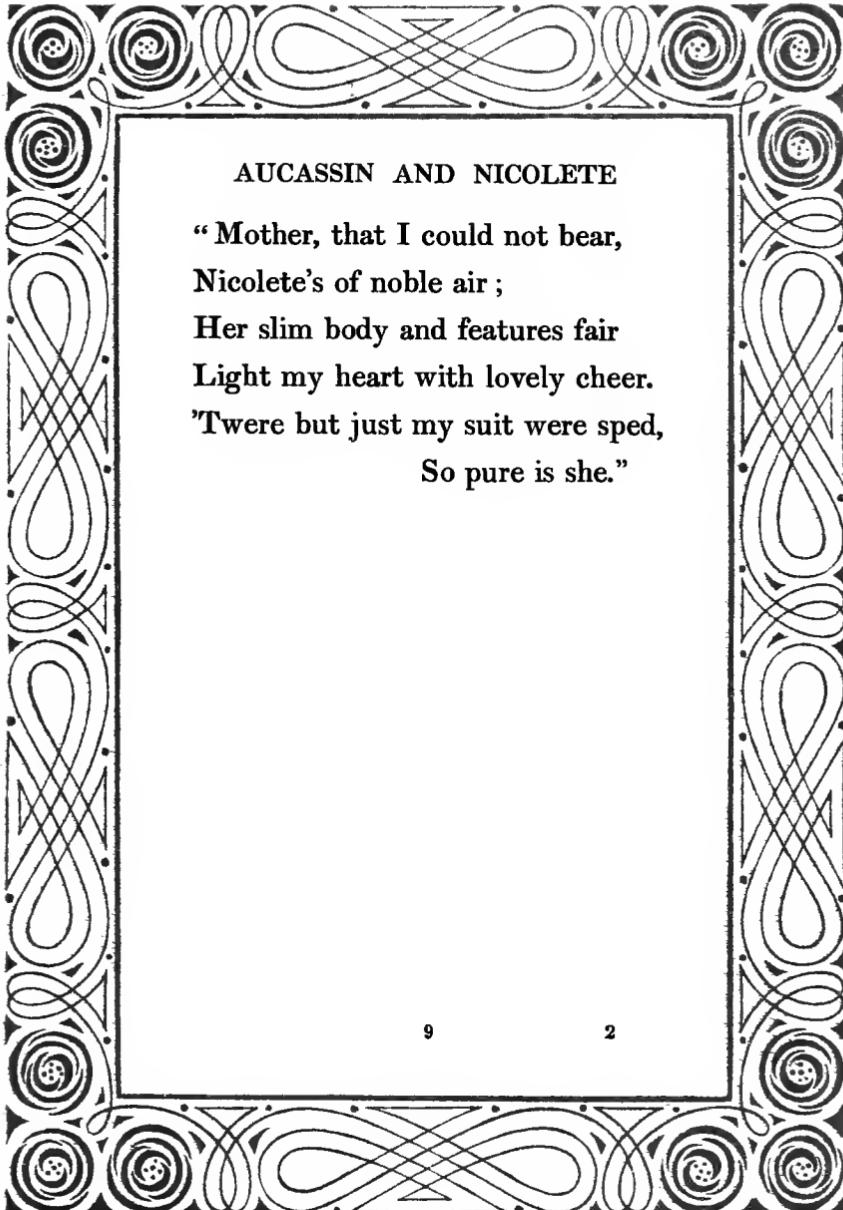 AUCASSIN AND NICOLETE
“ Mother, that I could not bear,
Nicolete’s of noble air ;
Her slim body and features fair
Light my heart with lovely cheer.
’Twere but just my suit were sped,
So pure is she.”
9 2